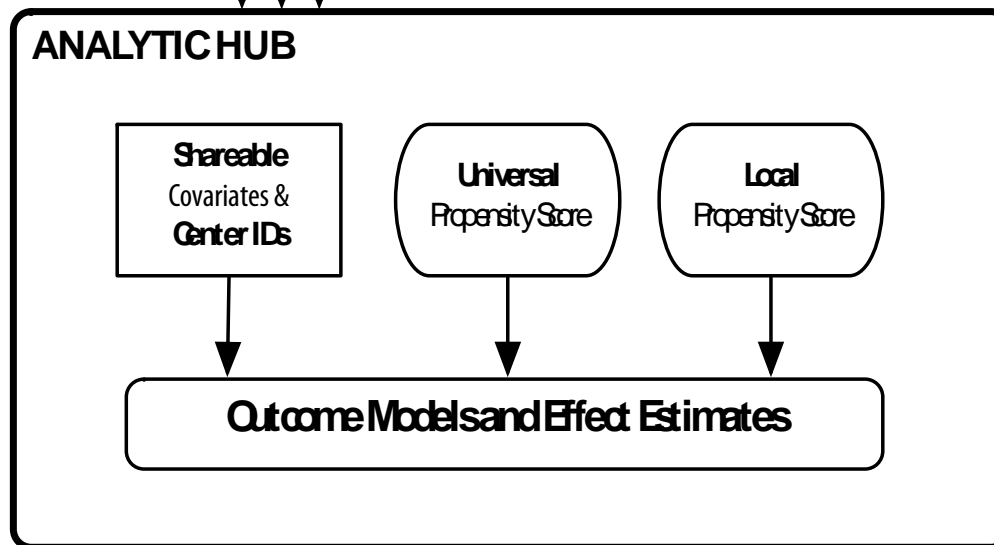 ANALYTIC HUB
Shareable
Covariates &
Center IDs
Universal
Propensity Score
Local
Propensity Score
Outcome Models and Effect Estimates